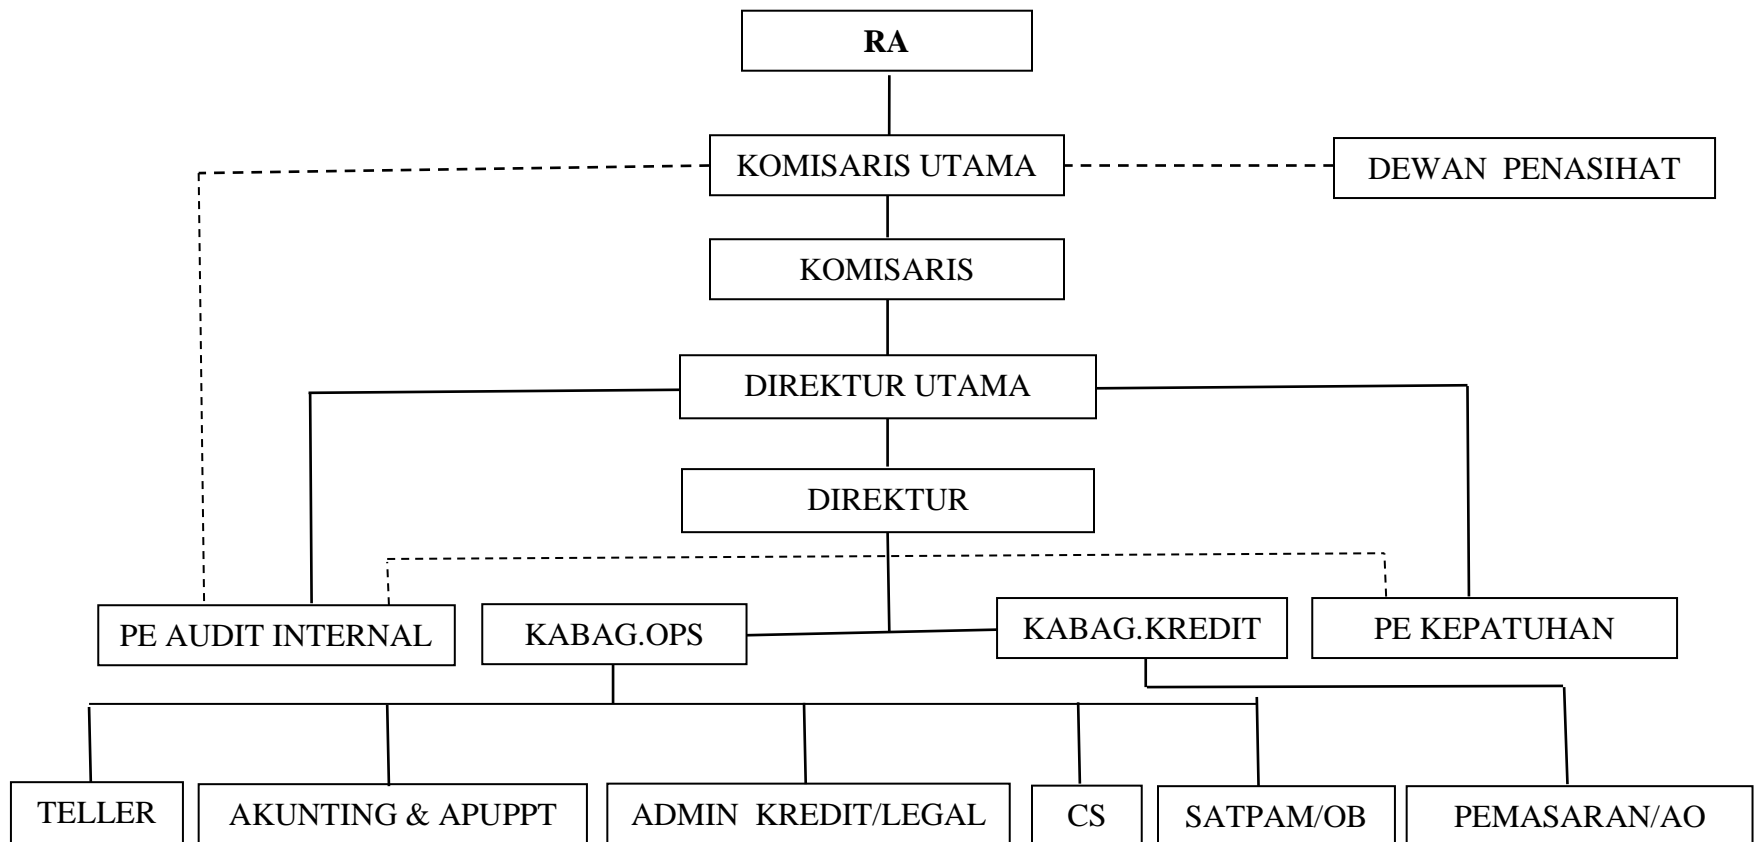 RA
KOMISARIS UTAMA
DEWAN PENASIHAT
KOMISARIS
DIREKTUR UTAMA
DIREKTUR
PE AUDIT INTERNAL
KABAG.OPS
KABAG.KREDIT
PE KEPATUHAN
TELLER
AKUNTING & APUPPT
ADMIN KREDIT/LEGAL
CS
SATPAM/OB
PEMASARAN/AO